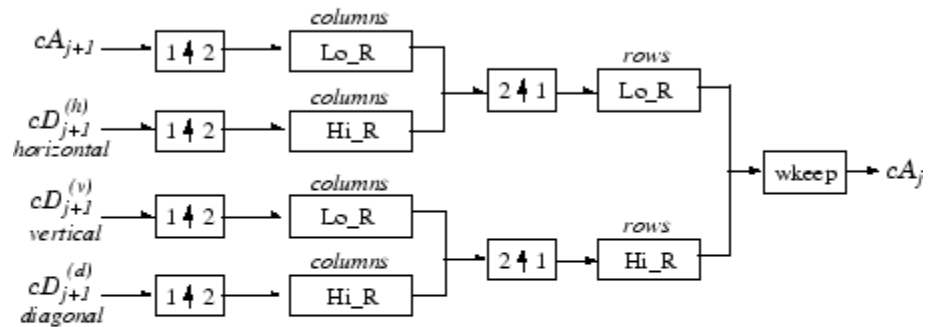 columns
cA_{j+1} 1 ↑ 2 Lo_R
rows
columns 2 ↑ 1 Lo_R
cD_{j+1}^{(h)} 1 ↑ 2 Hi_R
horizontal
wkeep cA_j
columns
cD_{j+1}^{(v)} 1 ↑ 2 Lo_R
vertical
rows
columns 2 ↑ 1 Hi_R
cD_{j+1}^{(d)} 1 ↑ 2 Hi_R
diagonal